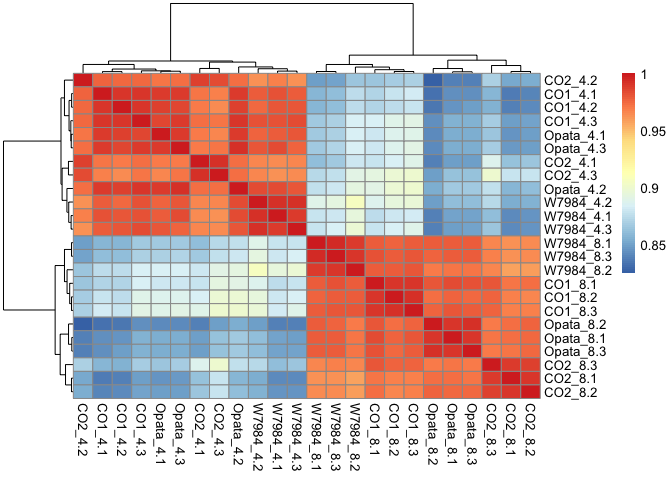 CO2_4.2
CO1_4.1
CO1_4.2
CO1_4.3
Opata_4.1
Opata_4.3
CO2_4.1
CO2_4.3
Opata_4.2
W7984_4.2
W7984_4.1
W7984_4.3
W7984_8.1
W7984_8.3
W7984_8.2
CO1_8.1
CO1_8.2
CO1_8.3
Opata_8.2
Opata_8.1
Opata_8.3
CO2_8.3
CO2_8.1
CO2_8.2
1
0.95
0.9
0.85
CO2_4.2
CO1_4.1
CO1_4.2
CO1_4.3
Opata_4.1
Opata_4.3
CO2_4.1
CO2_4.3
Opata_4.2
W7984_4.2
W7984_4.1
W7984_4.3
W7984_8.1
W7984_8.3
W7984_8.2
CO1_8.1
CO1_8.2
CO1_8.3
Opata_8.2
Opata_8.1
Opata_8.3
CO2_8.3
CO2_8.1
CO2_8.2